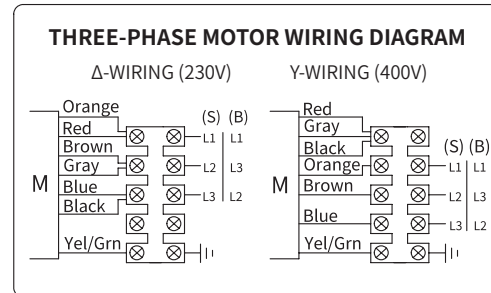 THREE-PHASE MOTOR WIRING DIAGRAM
Δ-WIRING (230V)
Orange
Red
Brown
Gray
Blue
Black
Yel/Grn
M
(S) (B)
L1 L1
L2 L3
L3 L2
Y-WIRING (400V)
Red
Gray
Black
Orange
Brown
Blue
Yel/Grn
M
(S) (B)
L1 L1
L2 L3
L3 L2